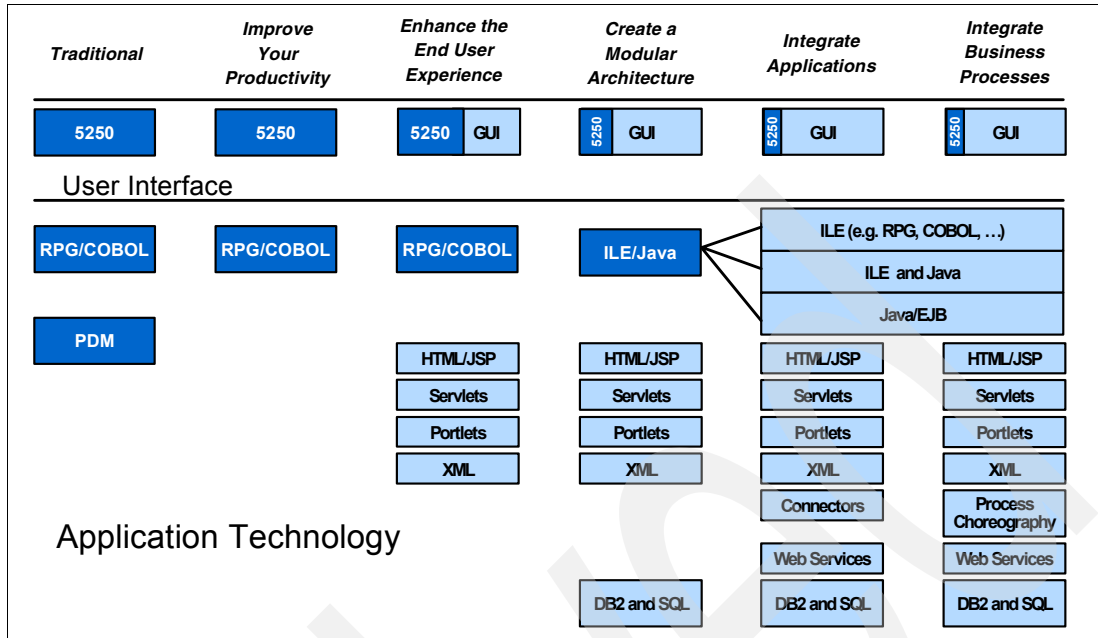 Traditional
Improve
Your
Productivity
Enhance the
End User
Experience
Create a
Modular
Architecture
Integrate
Applications
Integrate
Business
Processes
5250
5250
5250 GUI
5250 GUI
5250 GUI
5250 GUI
User Interface
RPG/COBOL
RPG/COBOL
RPG/COBOL
ILE/Java
ILE (e.g. RPG, COBOL, …)
ILE and Java
Java/EJB
PDM
HTML/JSP
HTML/JSP
HTML/JSP
HTML/JSP
Servlets
Servlets
Servlets
Servlets
Portlets
Portlets
Portlets
Portlets
XML
XML
XML
XML
Connectors
Process
Choreography
Application Technology
Web Services
Web Services
DB2 and SQL
DB2 and SQL
DB2 and SQL